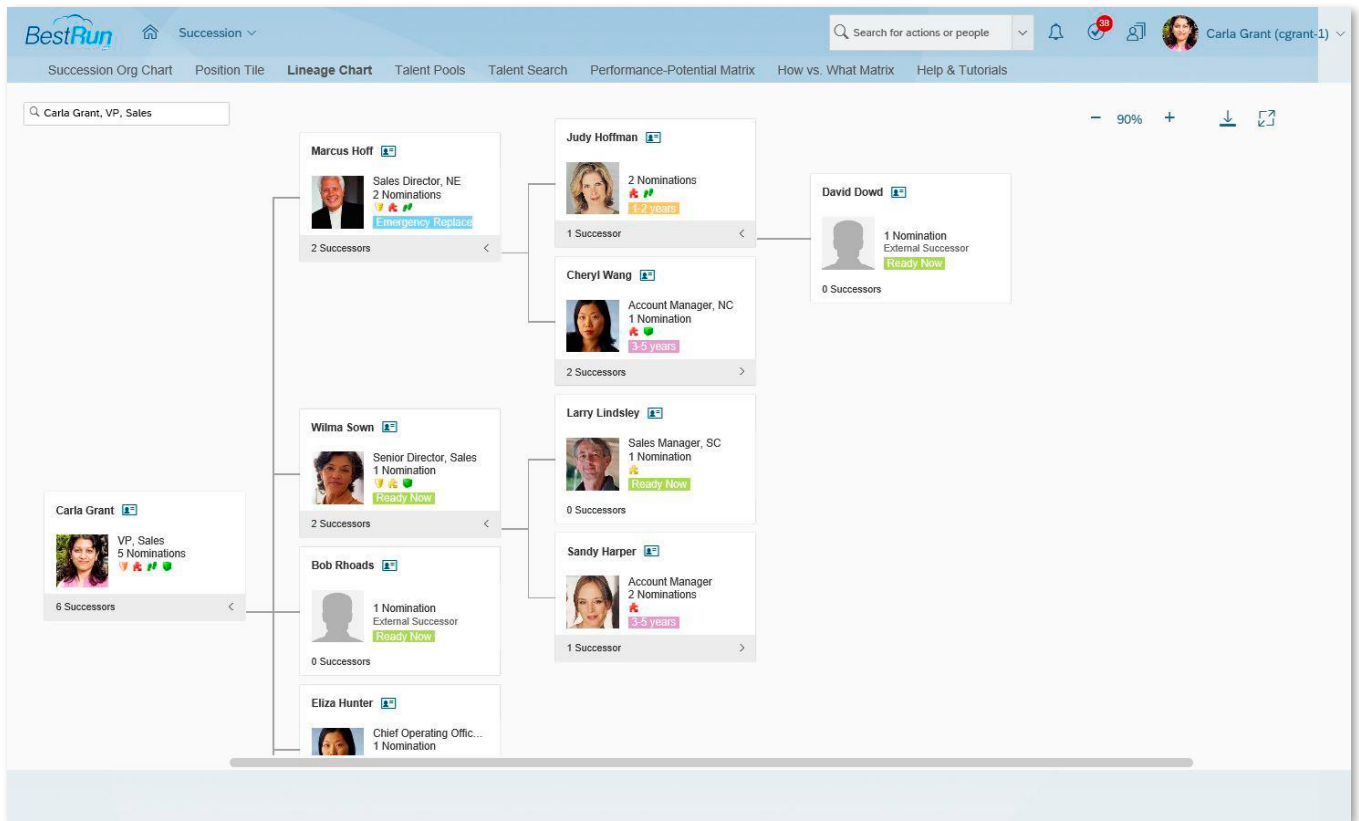 BestRun
Succession
Search for actions or people
38
Carla Grant (cgrant-1)
Succession Org Chart
Position Tile
Lineage Chart
Talent Pools
Talent Search
Performance-Potential Matrix
How vs. What Matrix
Help & Tutorials
Carla Grant, VP, Sales
90%
Carla Grant
VP, Sales
5 Nominations
6 Successors
Marcus Hoff
Sales Director, NE
2 Nominations
Emergency Replace
2 Successors
Wilma Sown
Senior Director, Sales
1 Nomination
Ready Now
2 Successors
Bob Rhoads
1 Nomination
External Successor
Ready Now
0 Successors
Eliza Hunter
Chief Operating Offic...
1 Nomination
Judy Hoffman
2 Nominations
1-2 years
1 Successor
Cheryl Wang
Account Manager, NC
1 Nomination
3-5 years
2 Successors
Larry Lindsley
Sales Manager, SC
1 Nomination
Ready Now
0 Successors
Sandy Harper
Account Manager
2 Nominations
3-5 years
1 Successor
David Dowd
1 Nomination
External Successor
Ready Now
0 Successors